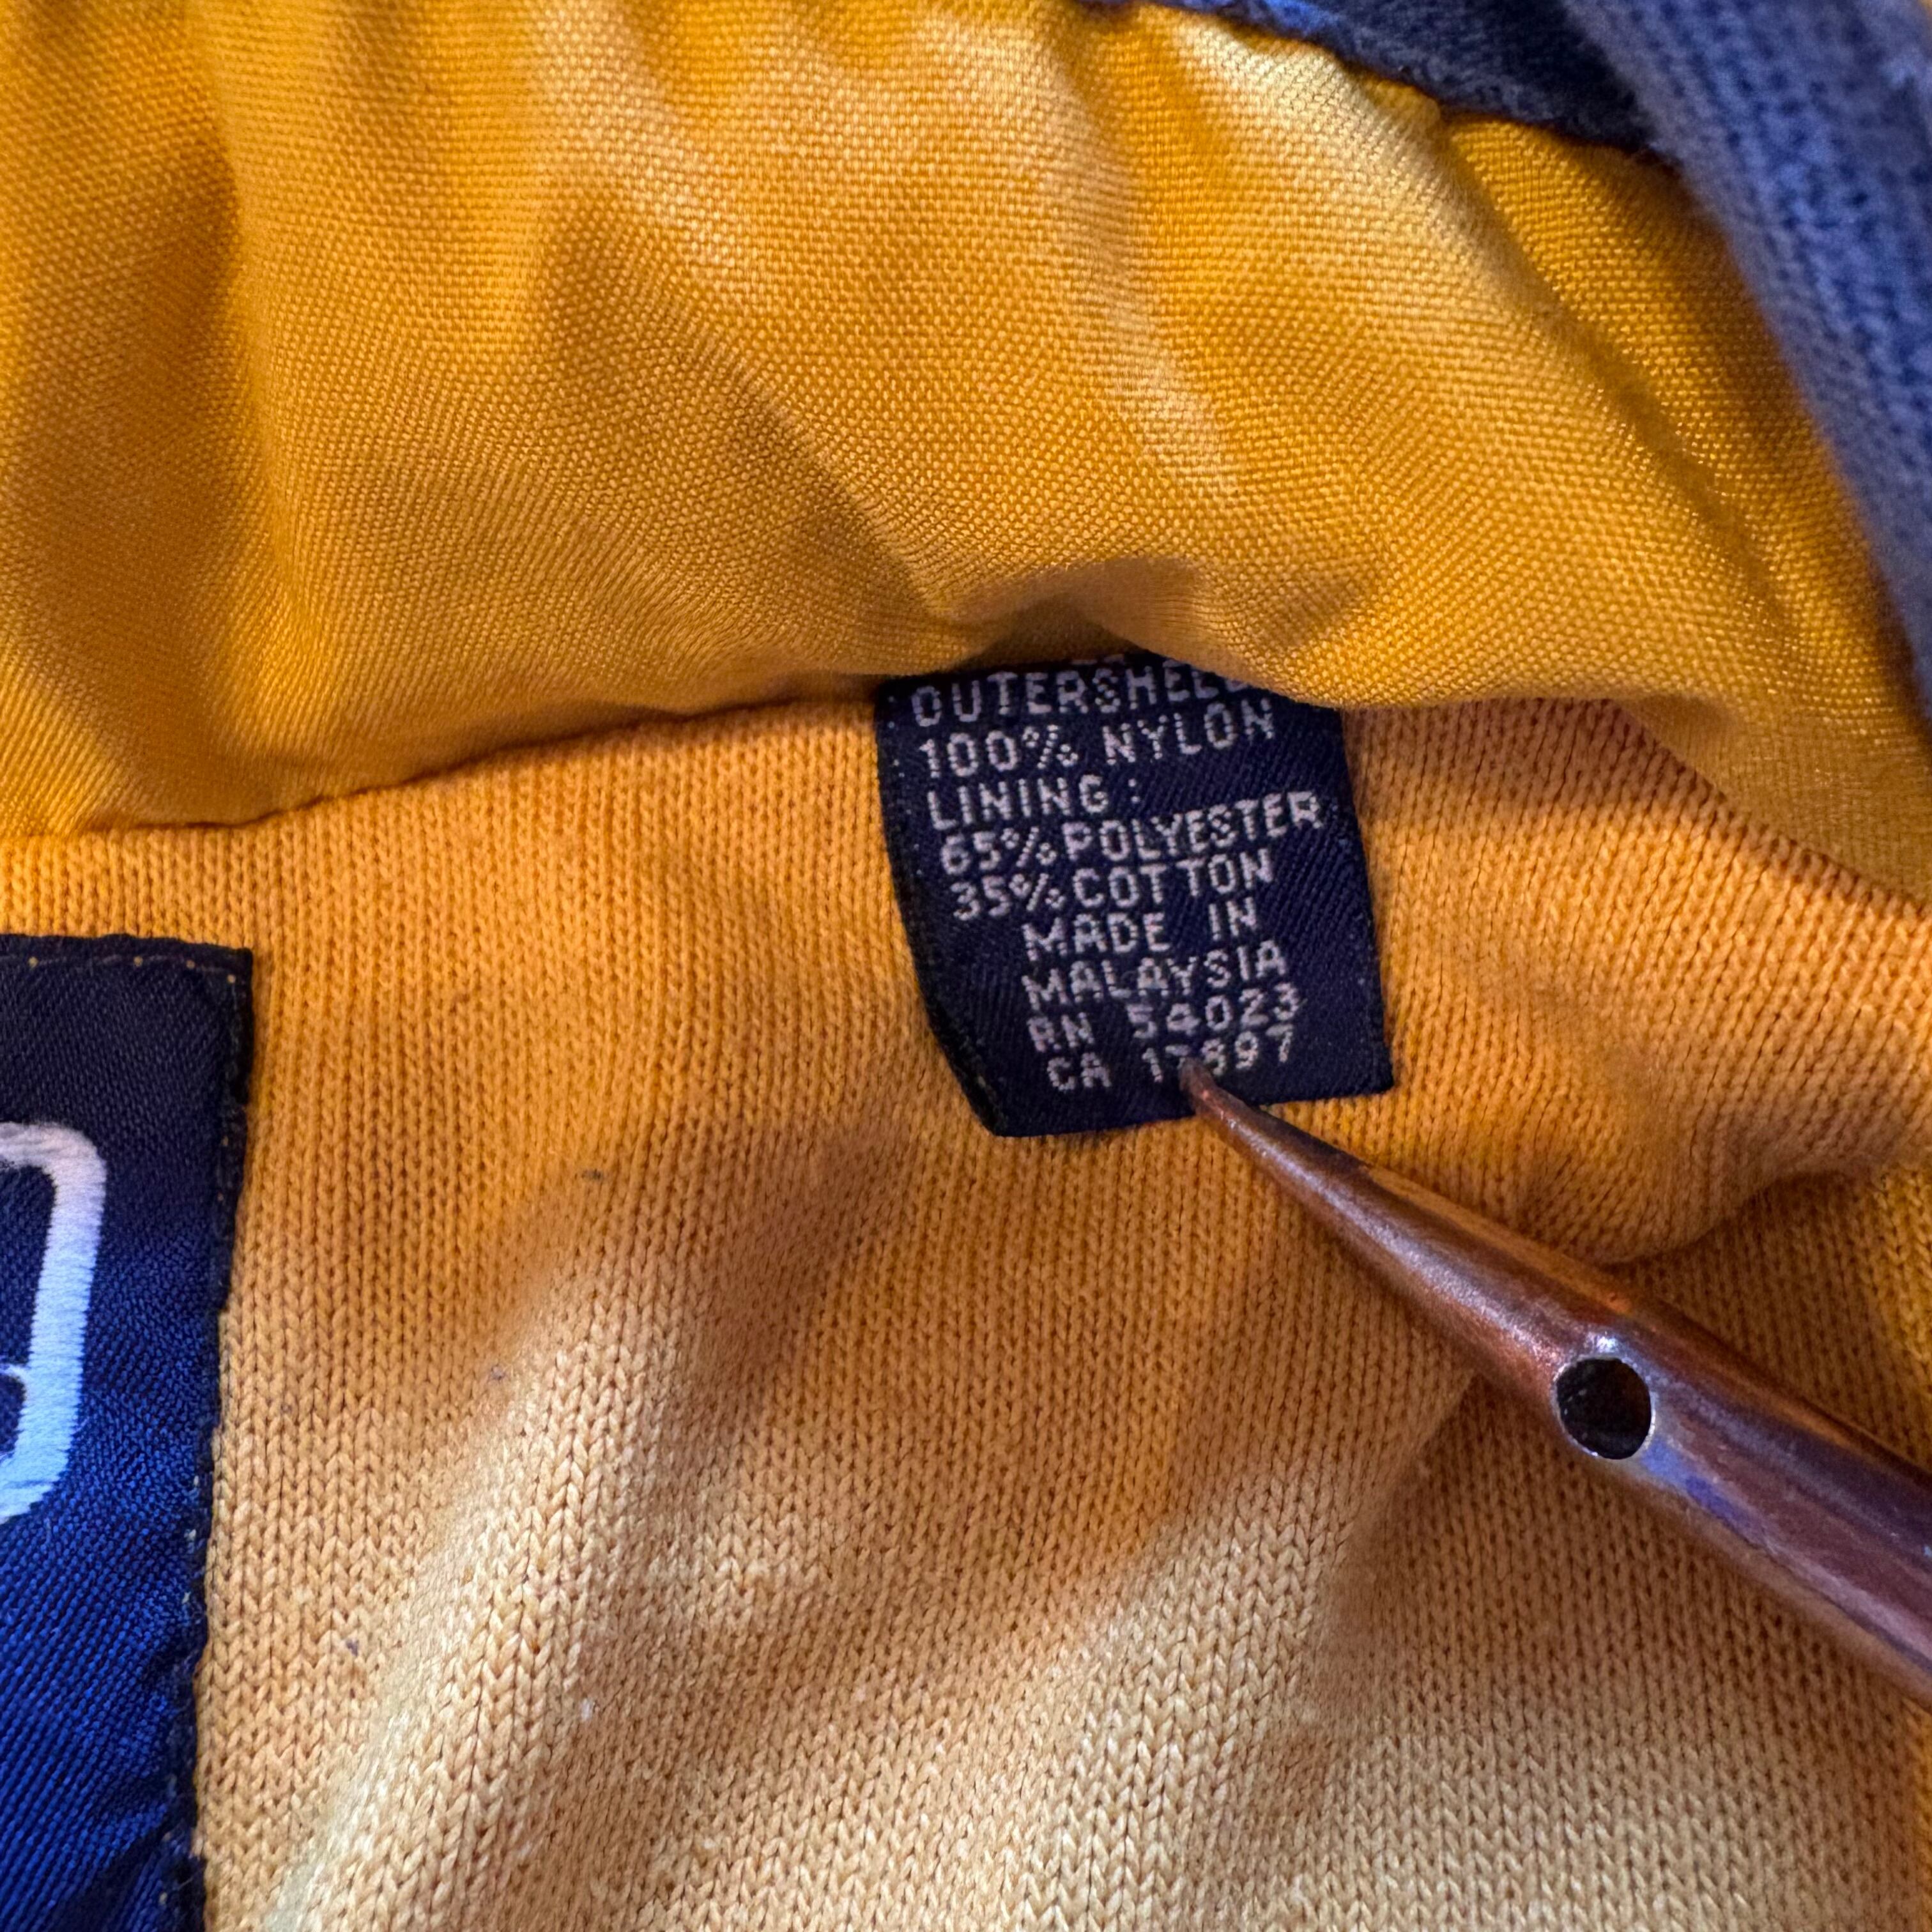 OUTERSHELL
100% NYLON
LINING :
65% POLYESTER
35% COTTON
MADE IN
MALAYSIA
RN 54023
CA